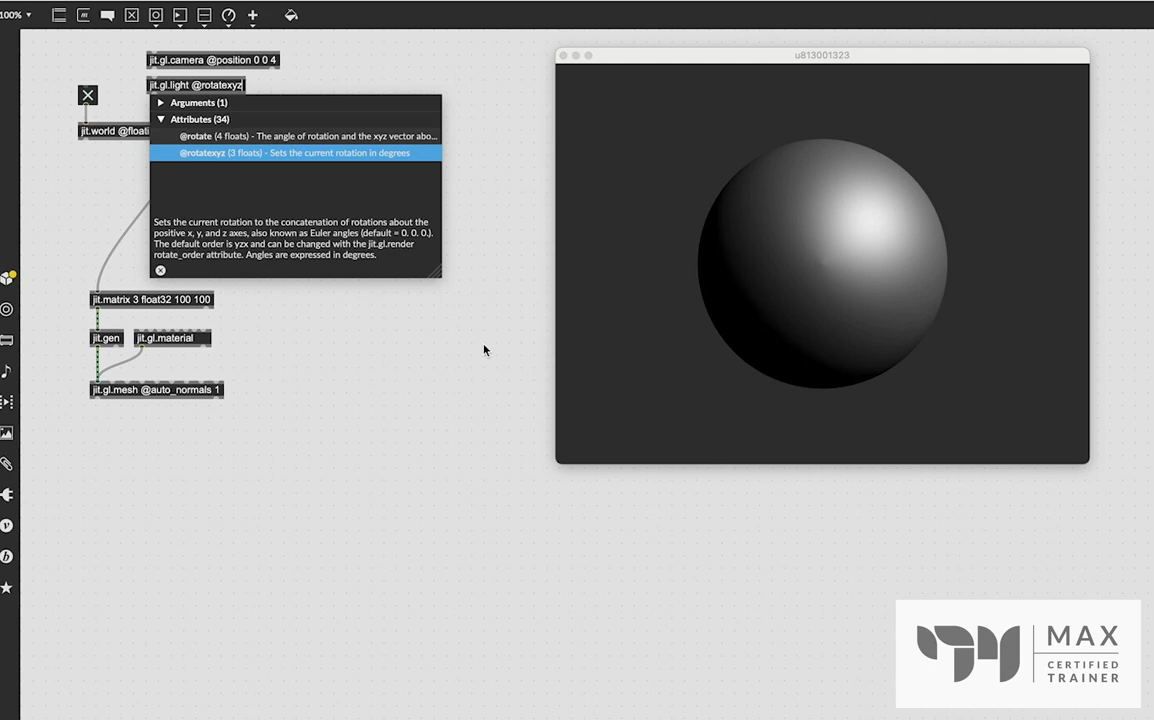 100%
jit.gl.camera @position 0 0 4
u813001323
jit.gl.light @rotatexyz
Arguments (1)
Attributes (34)
jit.world @floati
@rotate (4 floats) - The angle of rotation and the xyz vector abo...
@rotatexyz (3 floats) - Sets the current rotation in degrees
Sets the current rotation to the concatenation of rotations about the
positive x, y, and z axes, also known as Euler angles (default = 0. 0. 0.).
The default order is yzx and can be changed with the jit.gl.render
rotate_order attribute. Angles are expressed in degrees.
jit.matrix 3 float32 100 100
jit.gen
jit.gl.material
jit.gl.mesh @auto_normals 1
MAX
CERTIFIED
TRAINER